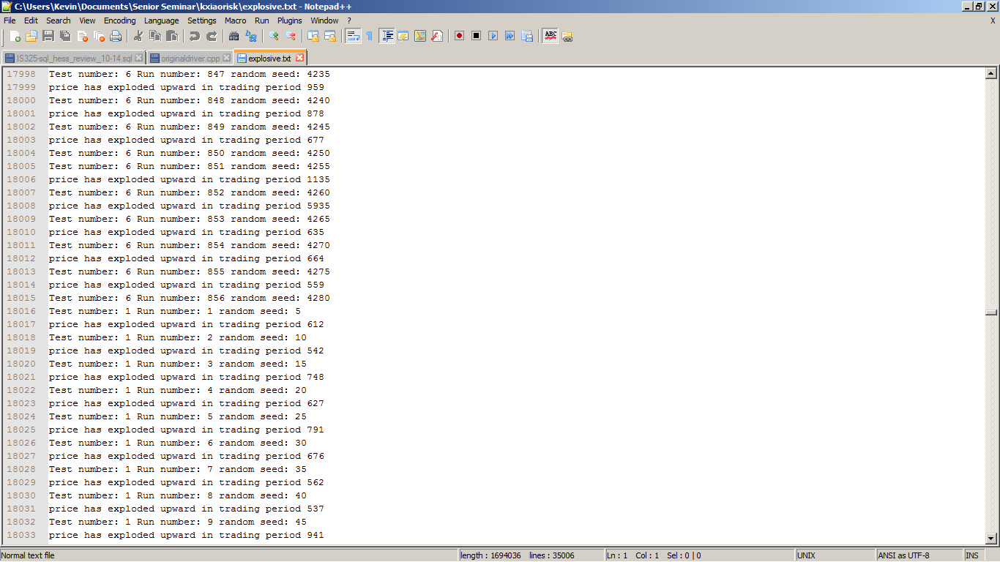 C:\Users\Kevin\Documents\Senior Seminar\kxiaorisk\explosive.txt - Notepad++
File Edit Search View Encoding Language Settings Macro Run Plugins Window ? X
ABC
IS325-sql_hess_review_10-14.sql originaldriver.cpp explosive.txt
17998 Test number: 6 Run number: 847 random seed: 4235
17999 price has exploded upward in trading period 959
18000 Test number: 6 Run number: 848 random seed: 4240
18001 price has exploded upward in trading period 878
18002 Test number: 6 Run number: 849 random seed: 4245
18003 price has exploded upward in trading period 677
18004 Test number: 6 Run number: 850 random seed: 4250
18005 Test number: 6 Run number: 851 random seed: 4255
18006 price has exploded upward in trading period 1135
18007 Test number: 6 Run number: 852 random seed: 4260
18008 price has exploded upward in trading period 5935
18009 Test number: 6 Run number: 853 random seed: 4265
18010 price has exploded upward in trading period 635
18011 Test number: 6 Run number: 854 random seed: 4270
18012 price has exploded upward in trading period 664
18013 Test number: 6 Run number: 855 random seed: 4275
18014 price has exploded upward in trading period 559
18015 Test number: 6 Run number: 856 random seed: 4280
18016 Test number: 1 Run number: 1 random seed: 5
18017 price has exploded upward in trading period 612
18018 Test number: 1 Run number: 2 random seed: 10
18019 price has exploded upward in trading period 542
18020 Test number: 1 Run number: 3 random seed: 15
18021 price has exploded upward in trading period 748
18022 Test number: 1 Run number: 4 random seed: 20
18023 price has exploded upward in trading period 627
18024 Test number: 1 Run number: 5 random seed: 25
18025 price has exploded upward in trading period 791
18026 Test number: 1 Run number: 6 random seed: 30
18027 price has exploded upward in trading period 676
18028 Test number: 1 Run number: 7 random seed: 35
18029 price has exploded upward in trading period 562
18030 Test number: 1 Run number: 8 random seed: 40
18031 price has exploded upward in trading period 537
18032 Test number: 1 Run number: 9 random seed: 45
18033 price has exploded upward in trading period 941
Normal text file length : 1694036 lines : 35006 Ln : 1 Col : 1 Sel : 0 | 0 UNIX ANSI as UTF-8 INS